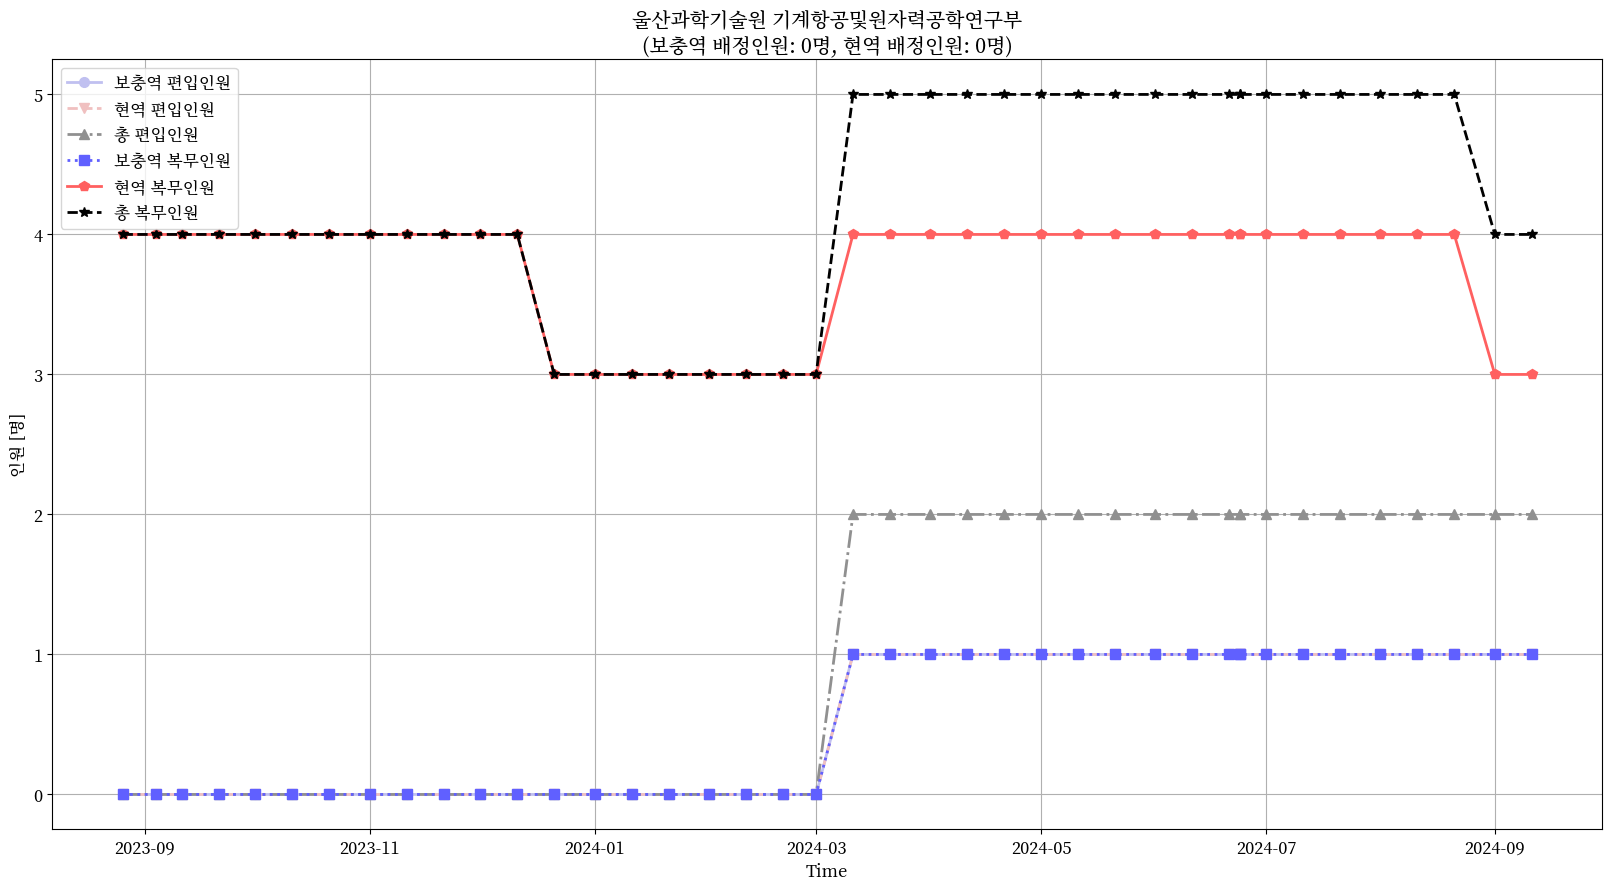 울산과학기술원 기계항공및원자력공학연구부
(보충역 배정인원: 0명, 현역 배정인원: 0명)
보충역 편입인원
현역 편입인원
총 편입인원
보충역 복무인원
현역 복무인원
총 복무인원
인원 [명]
5
4
3
2
1
0
2023-09
2023-11
2024-01
2024-03
2024-05
2024-07
2024-09
Time